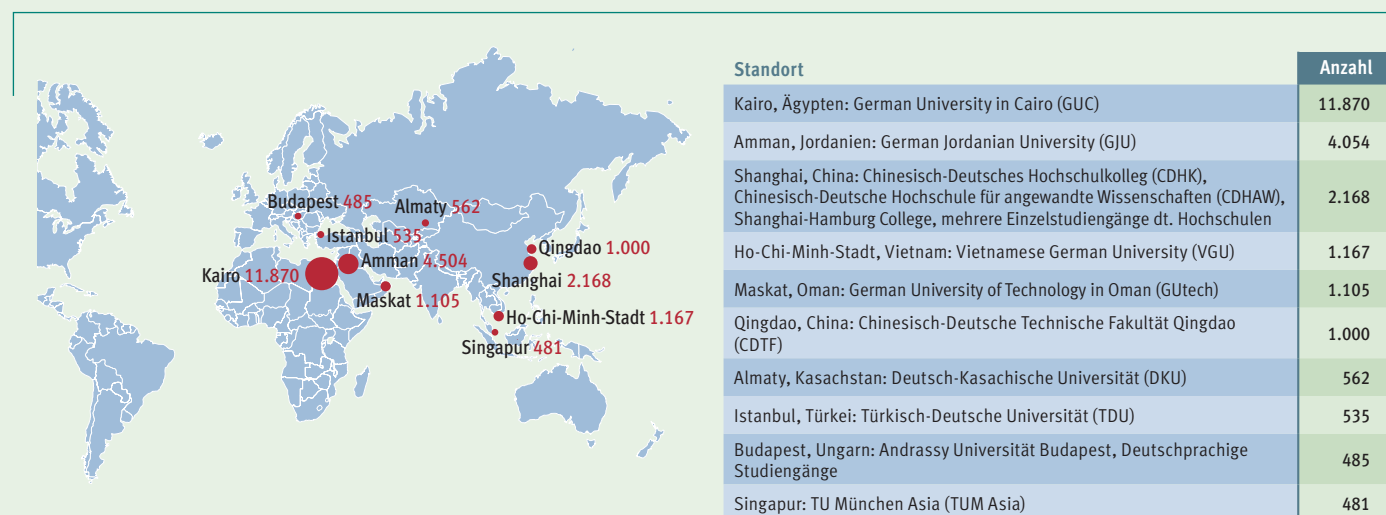 Budapest 485
Almaty 562
Istanbul 535
Qingdao 1.000
Amman 4.504
Kairo 11.870
Shanghai 2.168
Maskat 1.105
Ho-Chi-Minh-Stadt 1.167
Singapur 481
Standort Anzahl
Kairo, Ägypten: German University in Cairo (GUC) 11.870
Amman, Jordanien: German Jordanian University (GJU) 4.054
Shanghai, China: Chinesisch-Deutsches Hochschulkolleg (CDHK),
Chinesisch-Deutsche Hochschule für angewandte Wissenschaften (CDHAW), 2.168
Shanghai-Hamburg College, mehrere Einzelstudiengänge dt. Hochschulen
Ho-Chi-Minh-Stadt, Vietnam: Vietnamese German University (VGU) 1.167
Maskat, Oman: German University of Technology in Oman (GUtech) 1.105
Qingdao, China: Chinesisch-Deutsche Technische Fakultät Qingdao 1.000
(CDTF)
Almaty, Kasachstan: Deutsch-Kasachische Universität (DKU) 562
Istanbul, Türkei: Türkisch-Deutsche Universität (TDU) 535
Budapest, Ungarn: Andrassy Universität Budapest, Deutschprachige 485
Studiengänge
Singapur: TU München Asia (TUM Asia) 481